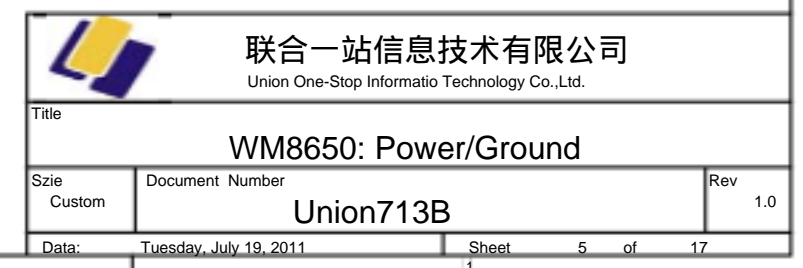 联合一站信息技术有限公司
Union One-Stop Informatio Technology Co.,Ltd.
Title
WM8650: Power/Ground
Szie Document Number Rev
Custom Union713B 1.0
Data: Tuesday, July 19, 2011 Sheet 5 of 17
1